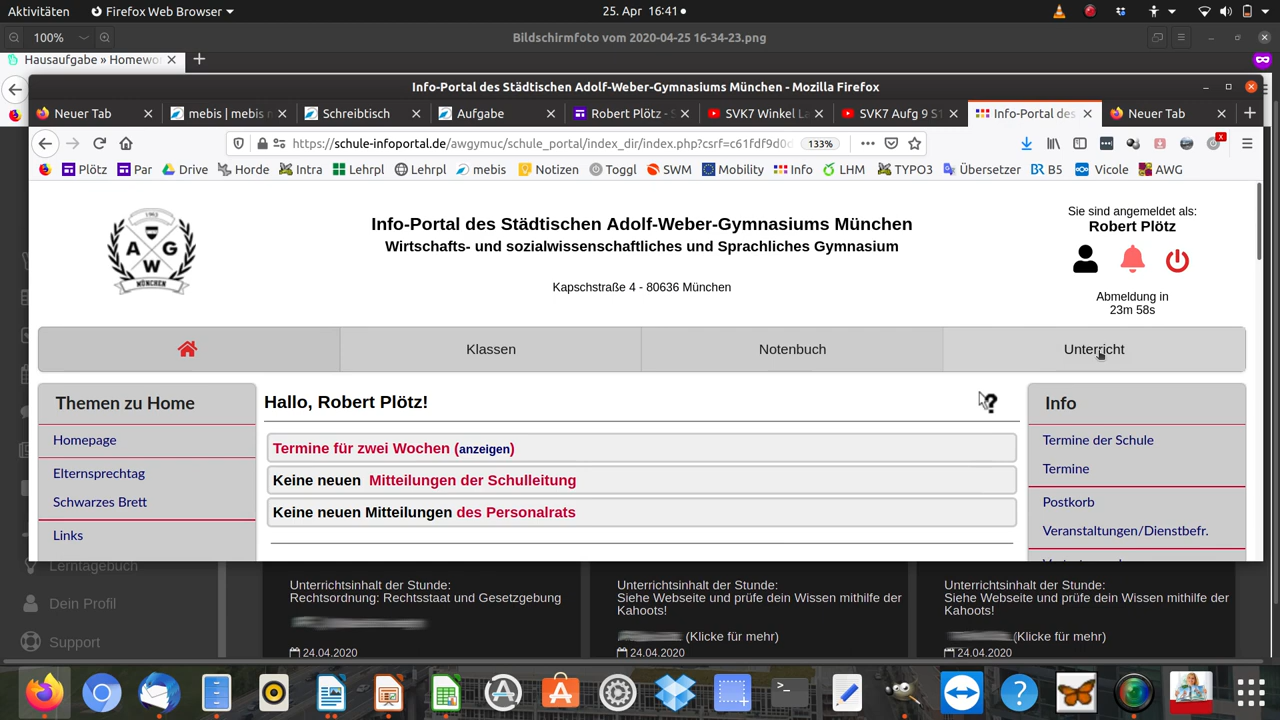 Aktivitäten
Firefox Web Browser
25. Apr 16:41
100%
Bildschirmfoto vom 2020-04-25 16-34-23.png
Hausaufgabe » Homewor
Info-Portal des Städtischen Adolf-Weber-Gymnasiums München - Mozilla Firefox
Neuer Tab
mebis | mebis
Schreibtisch
Aufgabe
Robert Plötz - S
SVK7 Winkel La
SVK7 Aufg 9 S1
Info-Portal des
Neuer Tab
https://schule-infoportal.de/awgymuc/schule_portal/index_dir/index.php?csrf=c61fdf9d0d
133%
Plötz
Par
Drive
Horde
Intra
Lehrpl
Lehrpl
mebis
Notizen
Toggl
SWM
Mobility
Info
LHM
TYPO3
Übersetzer
B5
Vicole
AWG
A G
W
MÜNCHEN
Info-Portal des Städtischen Adolf-Weber-Gymnasiums München
Wirtschafts- und sozialwissenschaftliches und Sprachliches Gymnasium
Kapschstraße 4 - 80636 München
Sie sind angemeldet als:
Robert Plötz
Abmeldung in
23m 58s
Klassen
Notenbuch
Unterricht
Themen zu Home
Homepage
Elternsprechtag
Schwarzes Brett
Links
Hallo, Robert Plötz!
?
Termine für zwei Wochen (anzeigen)
Keine neuen Mitteilungen der Schulleitung
Keine neuen Mitteilungen des Personalrats
Info
Termine der Schule
Termine
Postkorb
Veranstaltungen/Dienstbefr.
Lerntagebuch
Dein Profil
Support
Unterrichtsinhalt der Stunde:
Rechtsordnung: Rechtsstaat und Gesetzgebung
24.04.2020
Unterrichtsinhalt der Stunde:
Siehe Webseite und prüfe dein Wissen mithilfe der
Kahoots!
(Klicke für mehr)
24.04.2020
Unterrichtsinhalt der Stunde:
Siehe Webseite und prüfe dein Wissen mithilfe der
Kahoots!
(Klicke für mehr)
24.04.2020